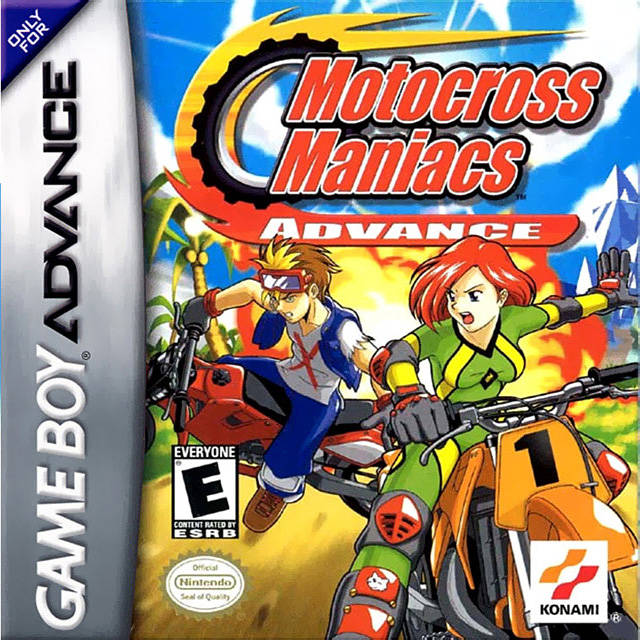 ONLY
FOR
GAME BOY ADVANCE
®
Motocross
Maniacs
™
ADVANCE
EVERYONE
E
®
CONTENT RATED BY
ESRB
Official
Nintendo
Seal of Quality
1
KONAMI
®